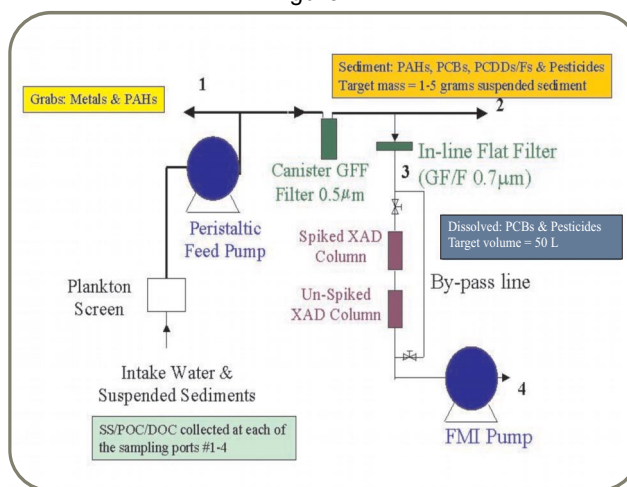 1
Sediment: PAHs, PCBs, PCDDs/Fs & Pesticides
Target mass = 1-5 grams suspended sediment
Grabs: Metals & PAHs
2
Canister GFF
Filter 0.5μm
In-line Flat Filter
(GF/F 0.7μm)
3
Peristaltic
Feed Pump
Dissolved: PCBs & Pesticides
Target volume = 50 L
Spiked XAD
Column
Plankton
Screen
By-pass line
Un-Spiked
XAD Column
Intake Water &
Suspended Sediments
4
SS/POC/DOC collected at each of
the sampling ports #1-4
FMI Pump